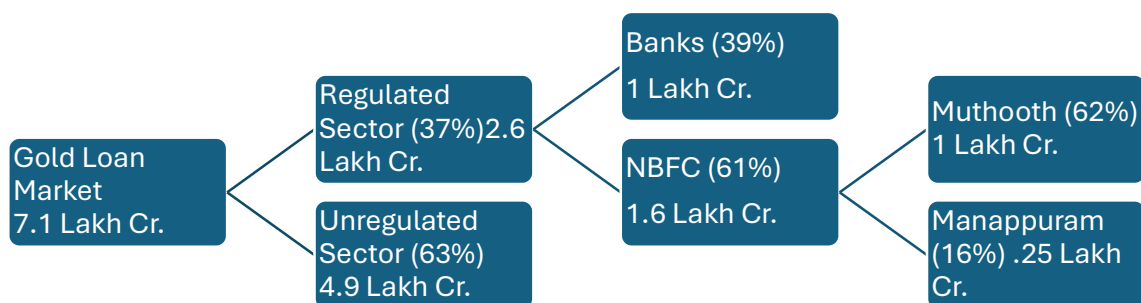 Gold Loan
Market
7.1 Lakh Cr.
Regulated
Sector (37%)2.6
Lakh Cr.
Unregulated
Sector (63%)
4.9 Lakh Cr.
Banks (39%)
1 Lakh Cr.
NBFC (61%)
1.6 Lakh Cr.
Muthooth (62%)
1 Lakh Cr.
Manappuram
(16%) .25 Lakh
Cr.